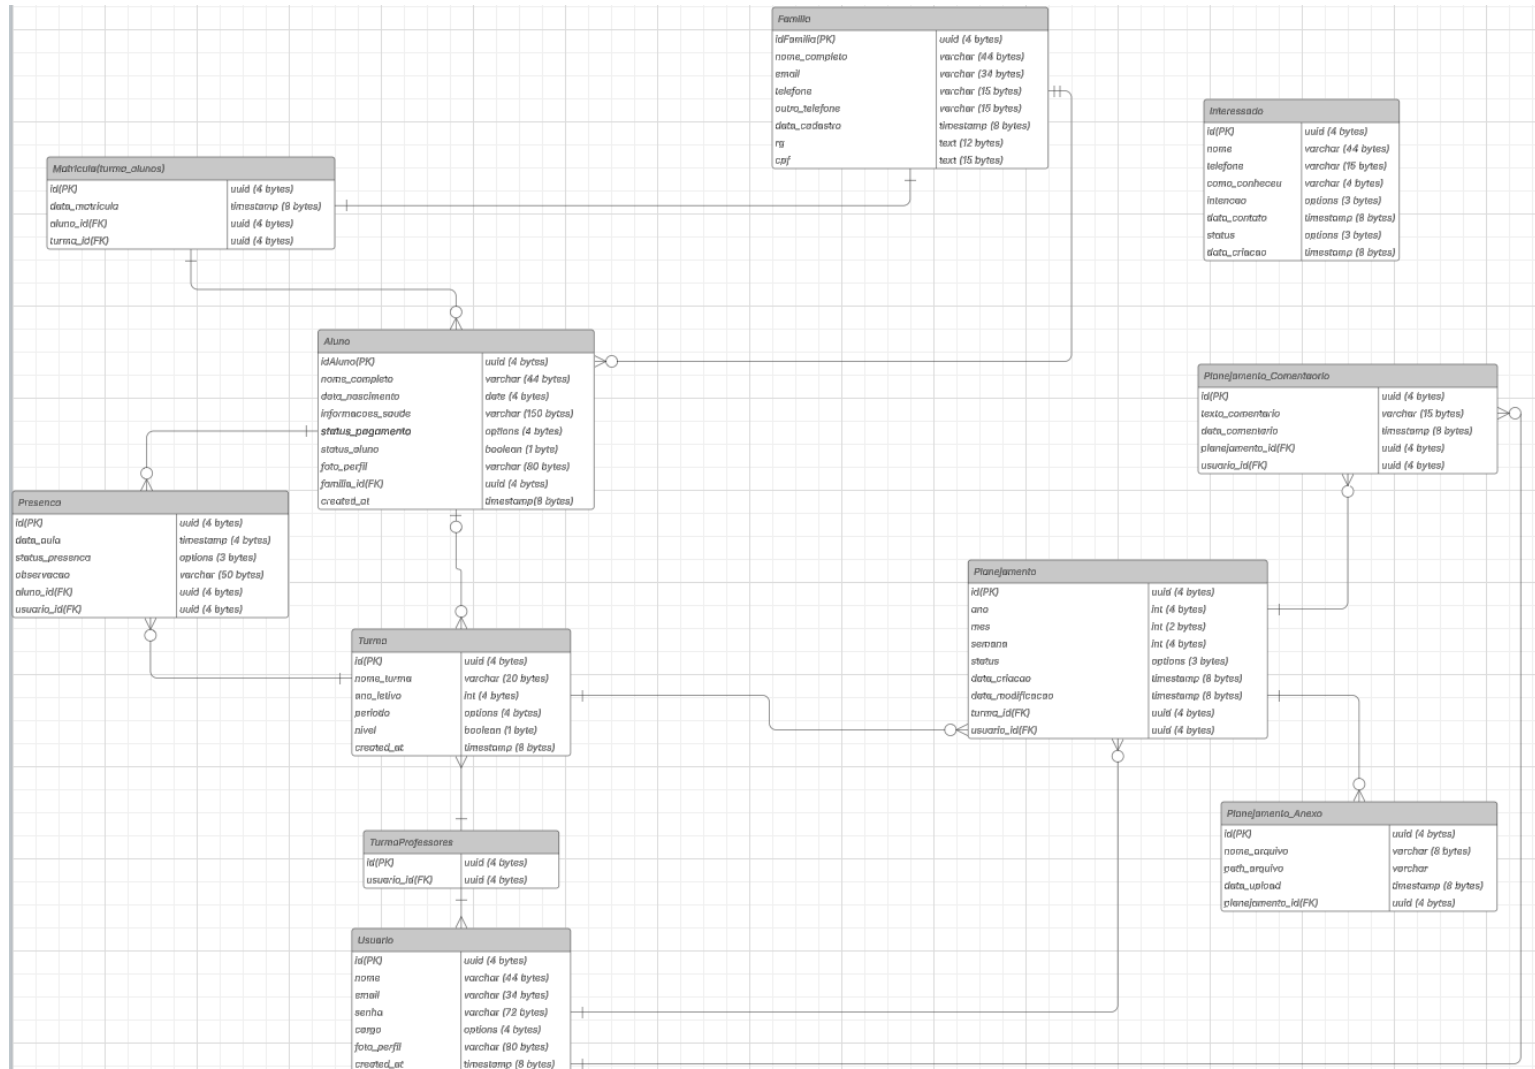 Familia
idFamilia(PK) uuid (4 bytes)
nome_completo varchar (44 bytes)
email varchar (34 bytes)
telefone varchar (15 bytes)
outro_telefone varchar (15 bytes)
data_cadastro timestamp (8 bytes)
rg text (12 bytes)
cpf text (15 bytes)
Interessado
id(PK) uuid (4 bytes)
nome varchar (44 bytes)
telefone varchar (15 bytes)
como_conheceu varchar (4 bytes)
intencao options (3 bytes)
data_contato timestamp (8 bytes)
status options (3 bytes)
data_criacao timestamp (8 bytes)
Matricula(turma_alunos)
id(PK) uuid (4 bytes)
data_matricula timestamp (8 bytes)
aluno_id(FK) uuid (4 bytes)
turma_id(FK) uuid (4 bytes)
Aluno
idAluno(PK) uuid (4 bytes)
nome_completo varchar (44 bytes)
data_nascimento date (4 bytes)
informacoes_saude varchar (150 bytes)
status_pagamento options (4 bytes)
status_aluno boolean (1 byte)
foto_perfil varchar (80 bytes)
familia_id(FK) uuid (4 bytes)
created_at timestamp(8 bytes)
Planejamento_Comentaorio
id(PK) uuid (4 bytes)
texto_comentario varchar (15 bytes)
data_comentario timestamp (8 bytes)
planejamento_id(FK) uuid (4 bytes)
usuario_id(FK) uuid (4 bytes)
Presenca
id(PK) uuid (4 bytes)
data_aula timestamp (4 bytes)
status_presenca options (3 bytes)
observacao varchar (50 bytes)
aluno_id(FK) uuid (4 bytes)
usuario_id(FK) uuid (4 bytes)
Planejamento
id(PK) uuid (4 bytes)
ano int (4 bytes)
mes int (2 bytes)
semana int (4 bytes)
status options (3 bytes)
data_criacao timestamp (8 bytes)
data_modificacao timestamp (8 bytes)
turma_id(FK) uuid (4 bytes)
usuario_id(FK) uuid (4 bytes)
Turma
id(PK) uuid (4 bytes)
nome_turma varchar (20 bytes)
ano_letivo int (4 bytes)
periodo options (4 bytes)
nivel boolean (1 byte)
created_at timestamp (8 bytes)
TurmaProfessores
id(PK) uuid (4 bytes)
usuario_id(FK) uuid (4 bytes)
Planejamento_Anexo
id(PK) uuid (4 bytes)
nome_arquivo varchar (8 bytes)
path_arquivo varchar
data_upload timestamp (8 bytes)
planejamento_id(FK) uuid (4 bytes)
Usuario
id(PK) uuid (4 bytes)
nome varchar (44 bytes)
email varchar (34 bytes)
senha varchar (72 bytes)
cargo options (4 bytes)
foto_perfil varchar (80 bytes)
created_at timestamp (8 bytes)